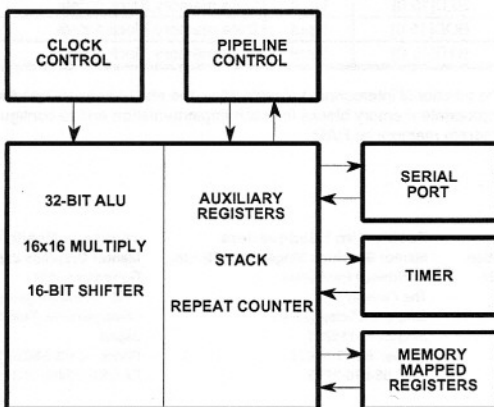 CLOCK
CONTROL
PIPELINE
CONTROL
32-BIT ALU
16x16 MULTIPLY
16-BIT SHIFTER
AUXILIARY
REGISTERS
STACK
REPEAT COUNTER
SERIAL
PORT
TIMER
MEMORY
MAPPED
REGISTERS